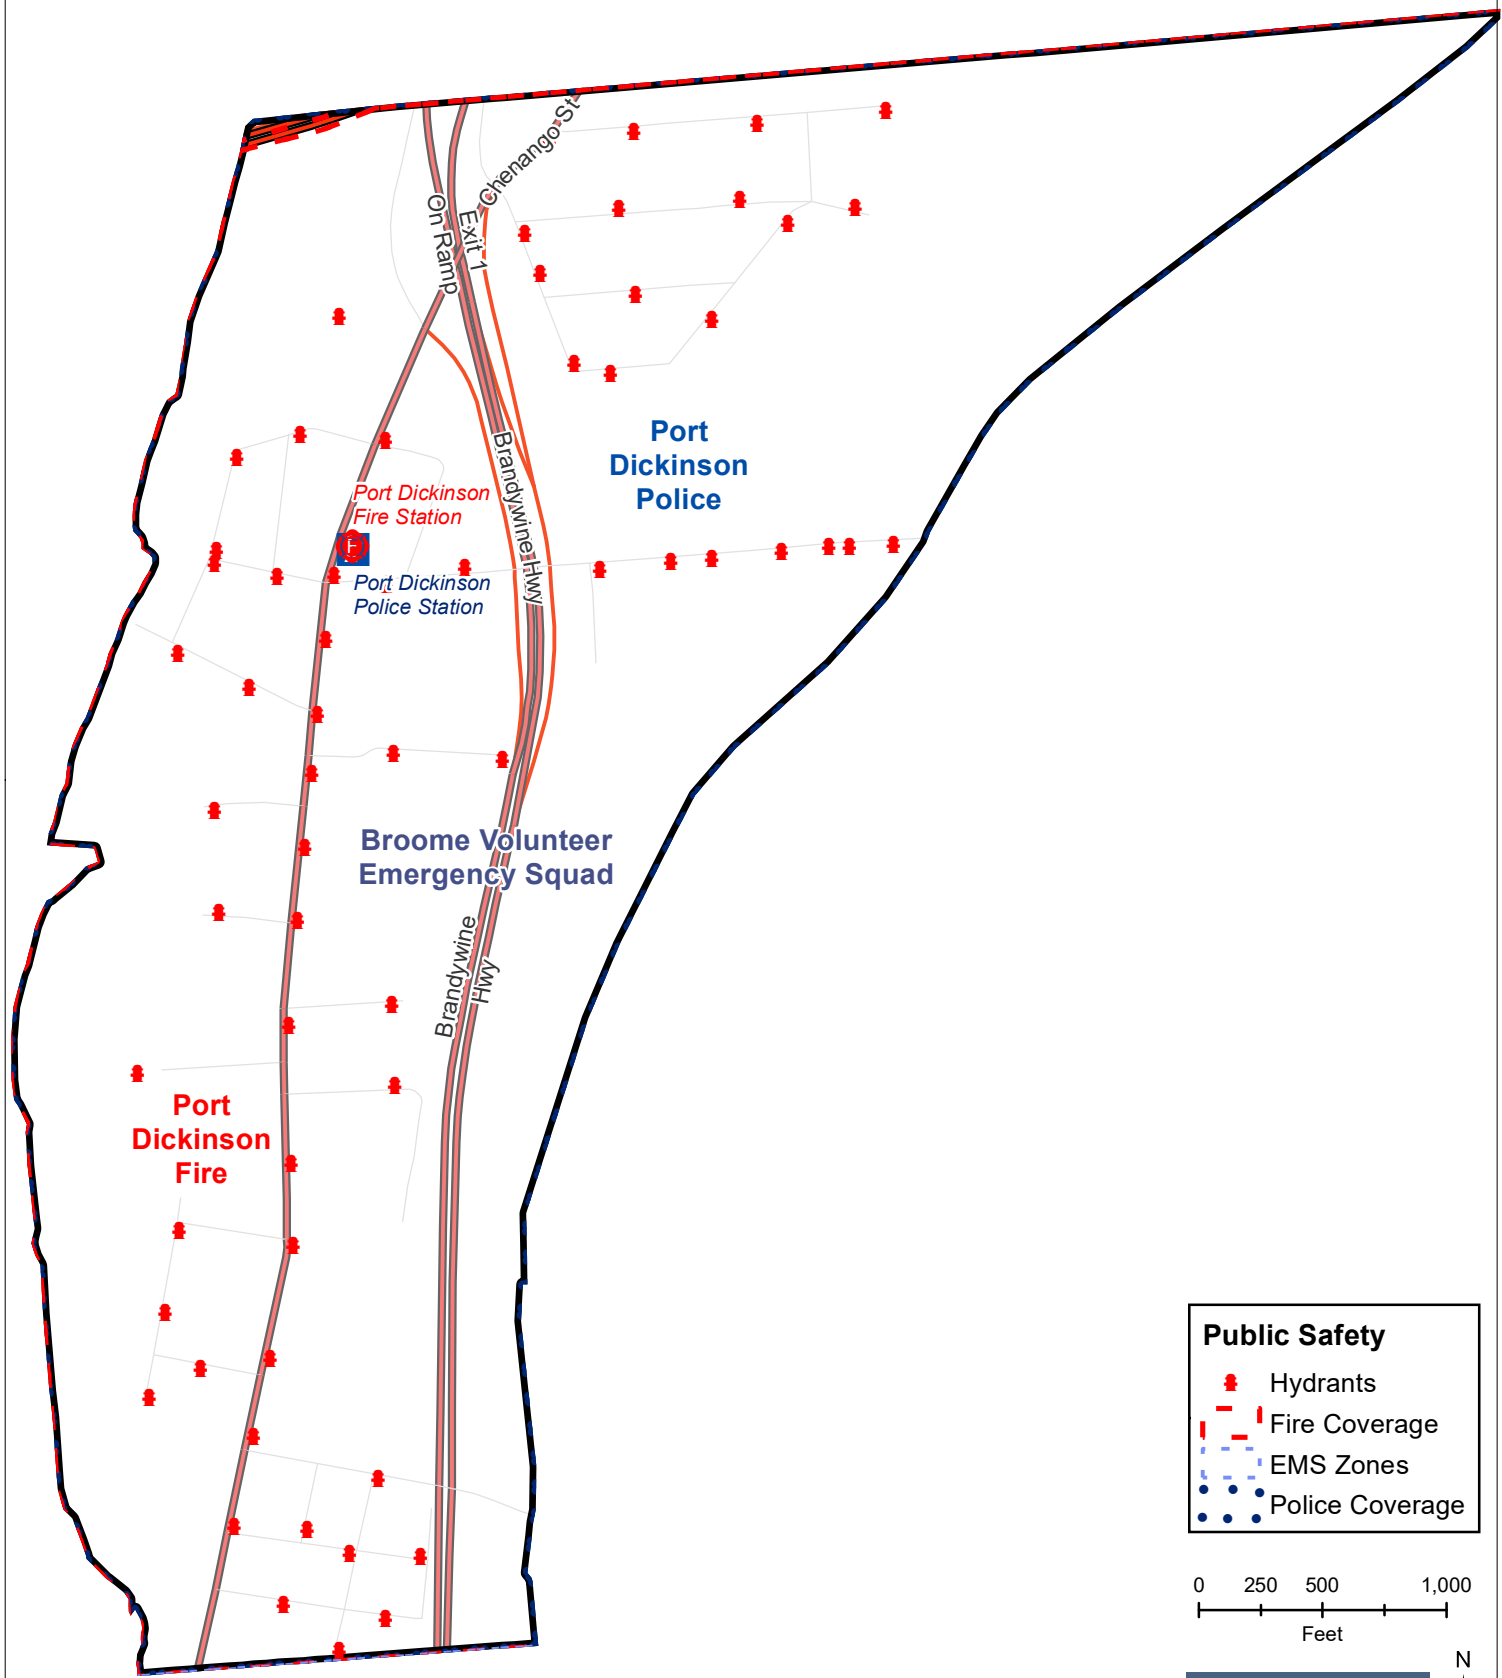 Chenango St
On Ramp
Exit 1
Port
Dickinson
Police
Brandywine Hwy
Port Dickinson
Fire Station
F
Port Dickinson
Police Station
Broome Volunteer
Emergency Squad
Brandywine
Hwy
Port
Dickinson
Fire
Public Safety
Hydrants
Fire Coverage
EMS Zones
Police Coverage
0 250 500 1,000
Feet
N